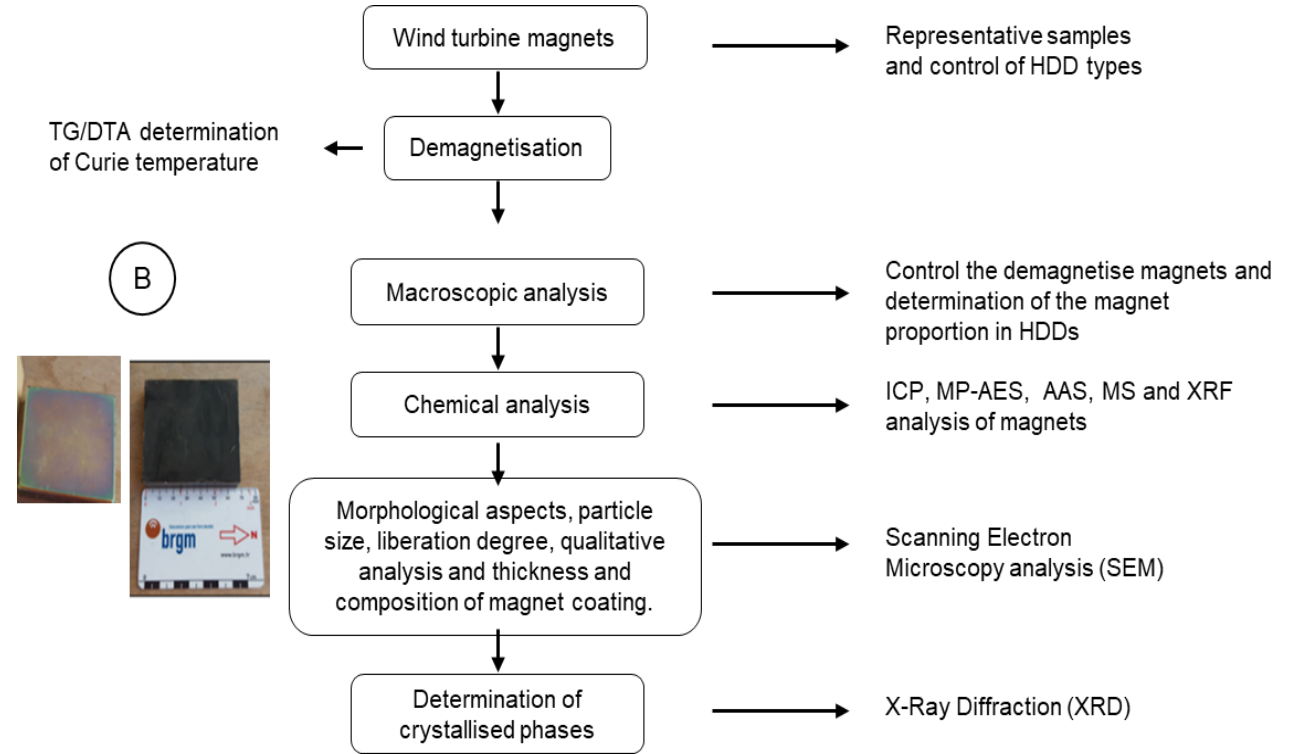 Wind turbine magnets
Representative samples
and control of HDD types
TG/DTA determination
of Curie temperature
Demagnetisation
B
Macroscopic analysis
Control the demagnetise magnets and
determination of the magnet
proportion in HDDs
Chemical analysis
ICP, MP-AES, AAS, MS and XRF
analysis of magnets
brgm
N
www.brgm.fr
Morphological aspects, particle
size, liberation degree, qualitative
analysis and thickness and
composition of magnet coating.
Scanning Electron
Microscopy analysis (SEM)
Determination of
crystallised phases
X-Ray Diffraction (XRD)